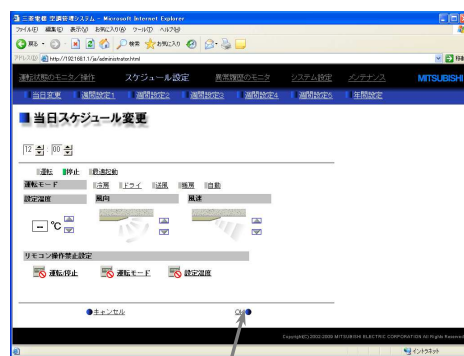 三菱電機 空調管理システム - Microsoft Internet Explorer
ファイル(F) 編集(E) 表示(V) お気に入り(A) ツール(T) ヘルプ(H)
戻る 検索 お気に入り
アドレス(D) http://192.168.1.1/ja/administrator.html 移動
運転状態のモニタ/操作 スケジュール設定 異常履歴のモニタ システム設定 メンテナンス MITSUBISHI
当日変更 週間設定1 週間設定2 週間設定3 週間設定4 週間設定5 年間設定
当日スケジュール変更
12 : 00
運転 停止 最適起動
運転モード 冷房 ドライ 送風 暖房 自動
設定温度 風向 風速
-- ℃
リモコン操作禁止設定
運転/停止 運転モード 設定温度
キャンセル OK
Copyright(C) 2002-2008 MITSUBISHI ELECTRIC CORPORATION All Rights Reserved
インターネット